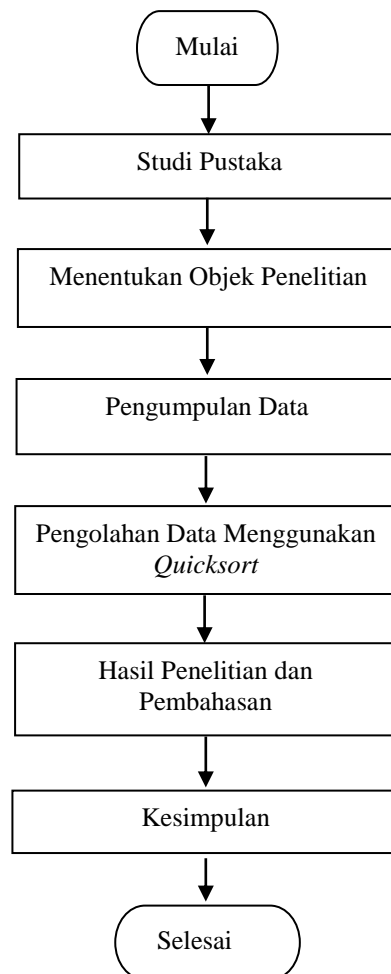 Mulai
Studi Pustaka
Menentukan Objek Penelitian
Pengumpulan Data
Pengolahan Data Menggunakan
Quicksort
Hasil Penelitian dan
Pembahasan
Kesimpulan
Selesai